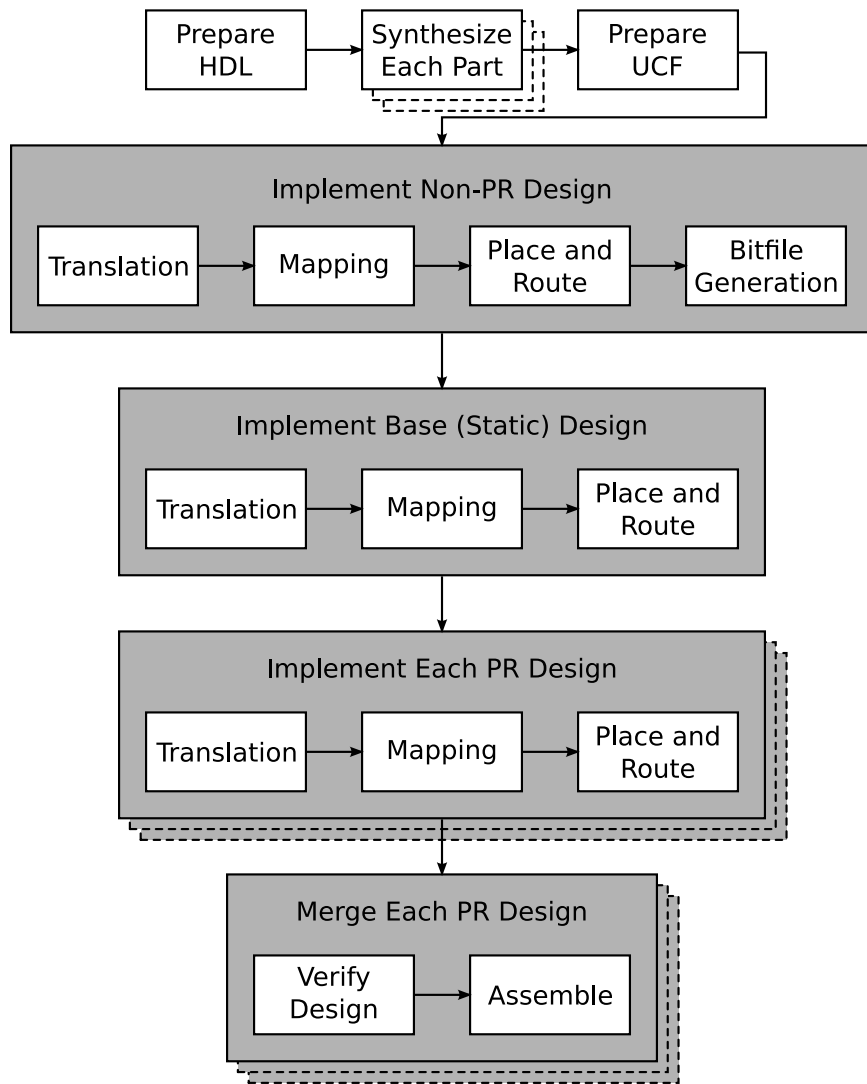 Prepare
HDL
Synthesize
Each Part
Prepare
UCF
Implement Non-PR Design
Translation
Mapping
Place and
Route
Bitfile
Generation
Implement Base (Static) Design
Translation
Mapping
Place and
Route
Implement Each PR Design
Translation
Mapping
Place and
Route
Merge Each PR Design
Verify
Design
Assemble